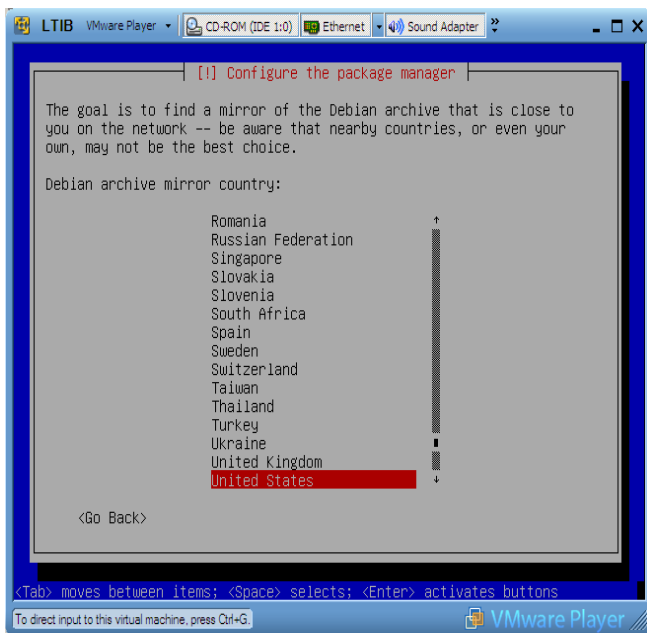 LTIB VMware Player CD-ROM (IDE 1:0) Ethernet Sound Adapter
[!] Configure the package manager
The goal is to find a mirror of the Debian archive that is close to
you on the network -- be aware that nearby countries, or even your
own, may not be the best choice.
Debian archive mirror country:
Romania
Russian Federation
Singapore
Slovakia
Slovenia
South Africa
Spain
Sweden
Switzerland
Taiwan
Thailand
Turkey
Ukraine
United Kingdom
United States
<Go Back>
<Tab> moves between items; <Space> selects; <Enter> activates buttons
To direct input to this virtual machine, press Ctrl+G. VMware Player